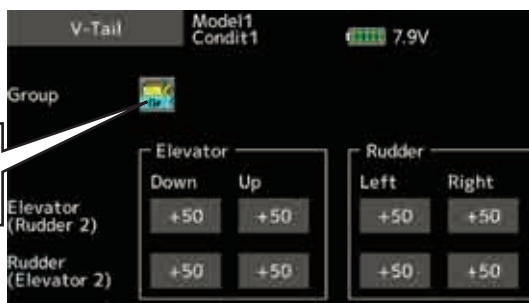 V-Tail Model1
Condit1 7.9V
Group
Elevator Rudder
Down Up Left Right
Elevator
(Rudder 2) +50 +50 +50 +50
Rudder
(Elevator 2) +50 +50 +50 +50